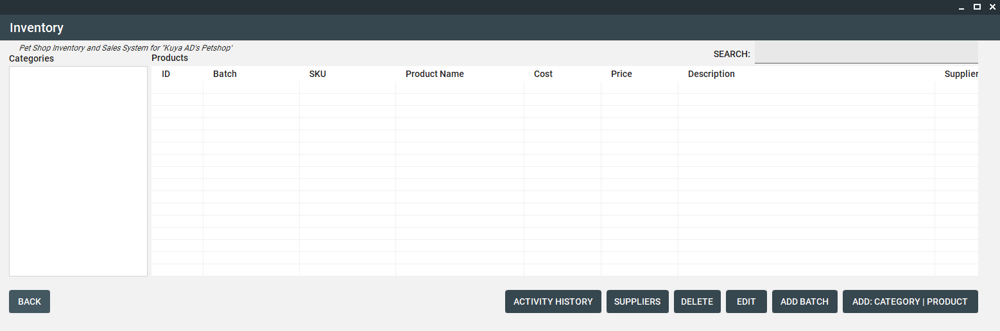 Inventory
Pet Shop Inventory and Sales System for "Kuya AD's Petshop'
Categories
Products
SEARCH:
ID Batch SKU Product Name Cost Price Description Supplier
BACK
ACTIVITY HISTORY SUPPLIERS DELETE EDIT ADD BATCH ADD: CATEGORY | PRODUCT